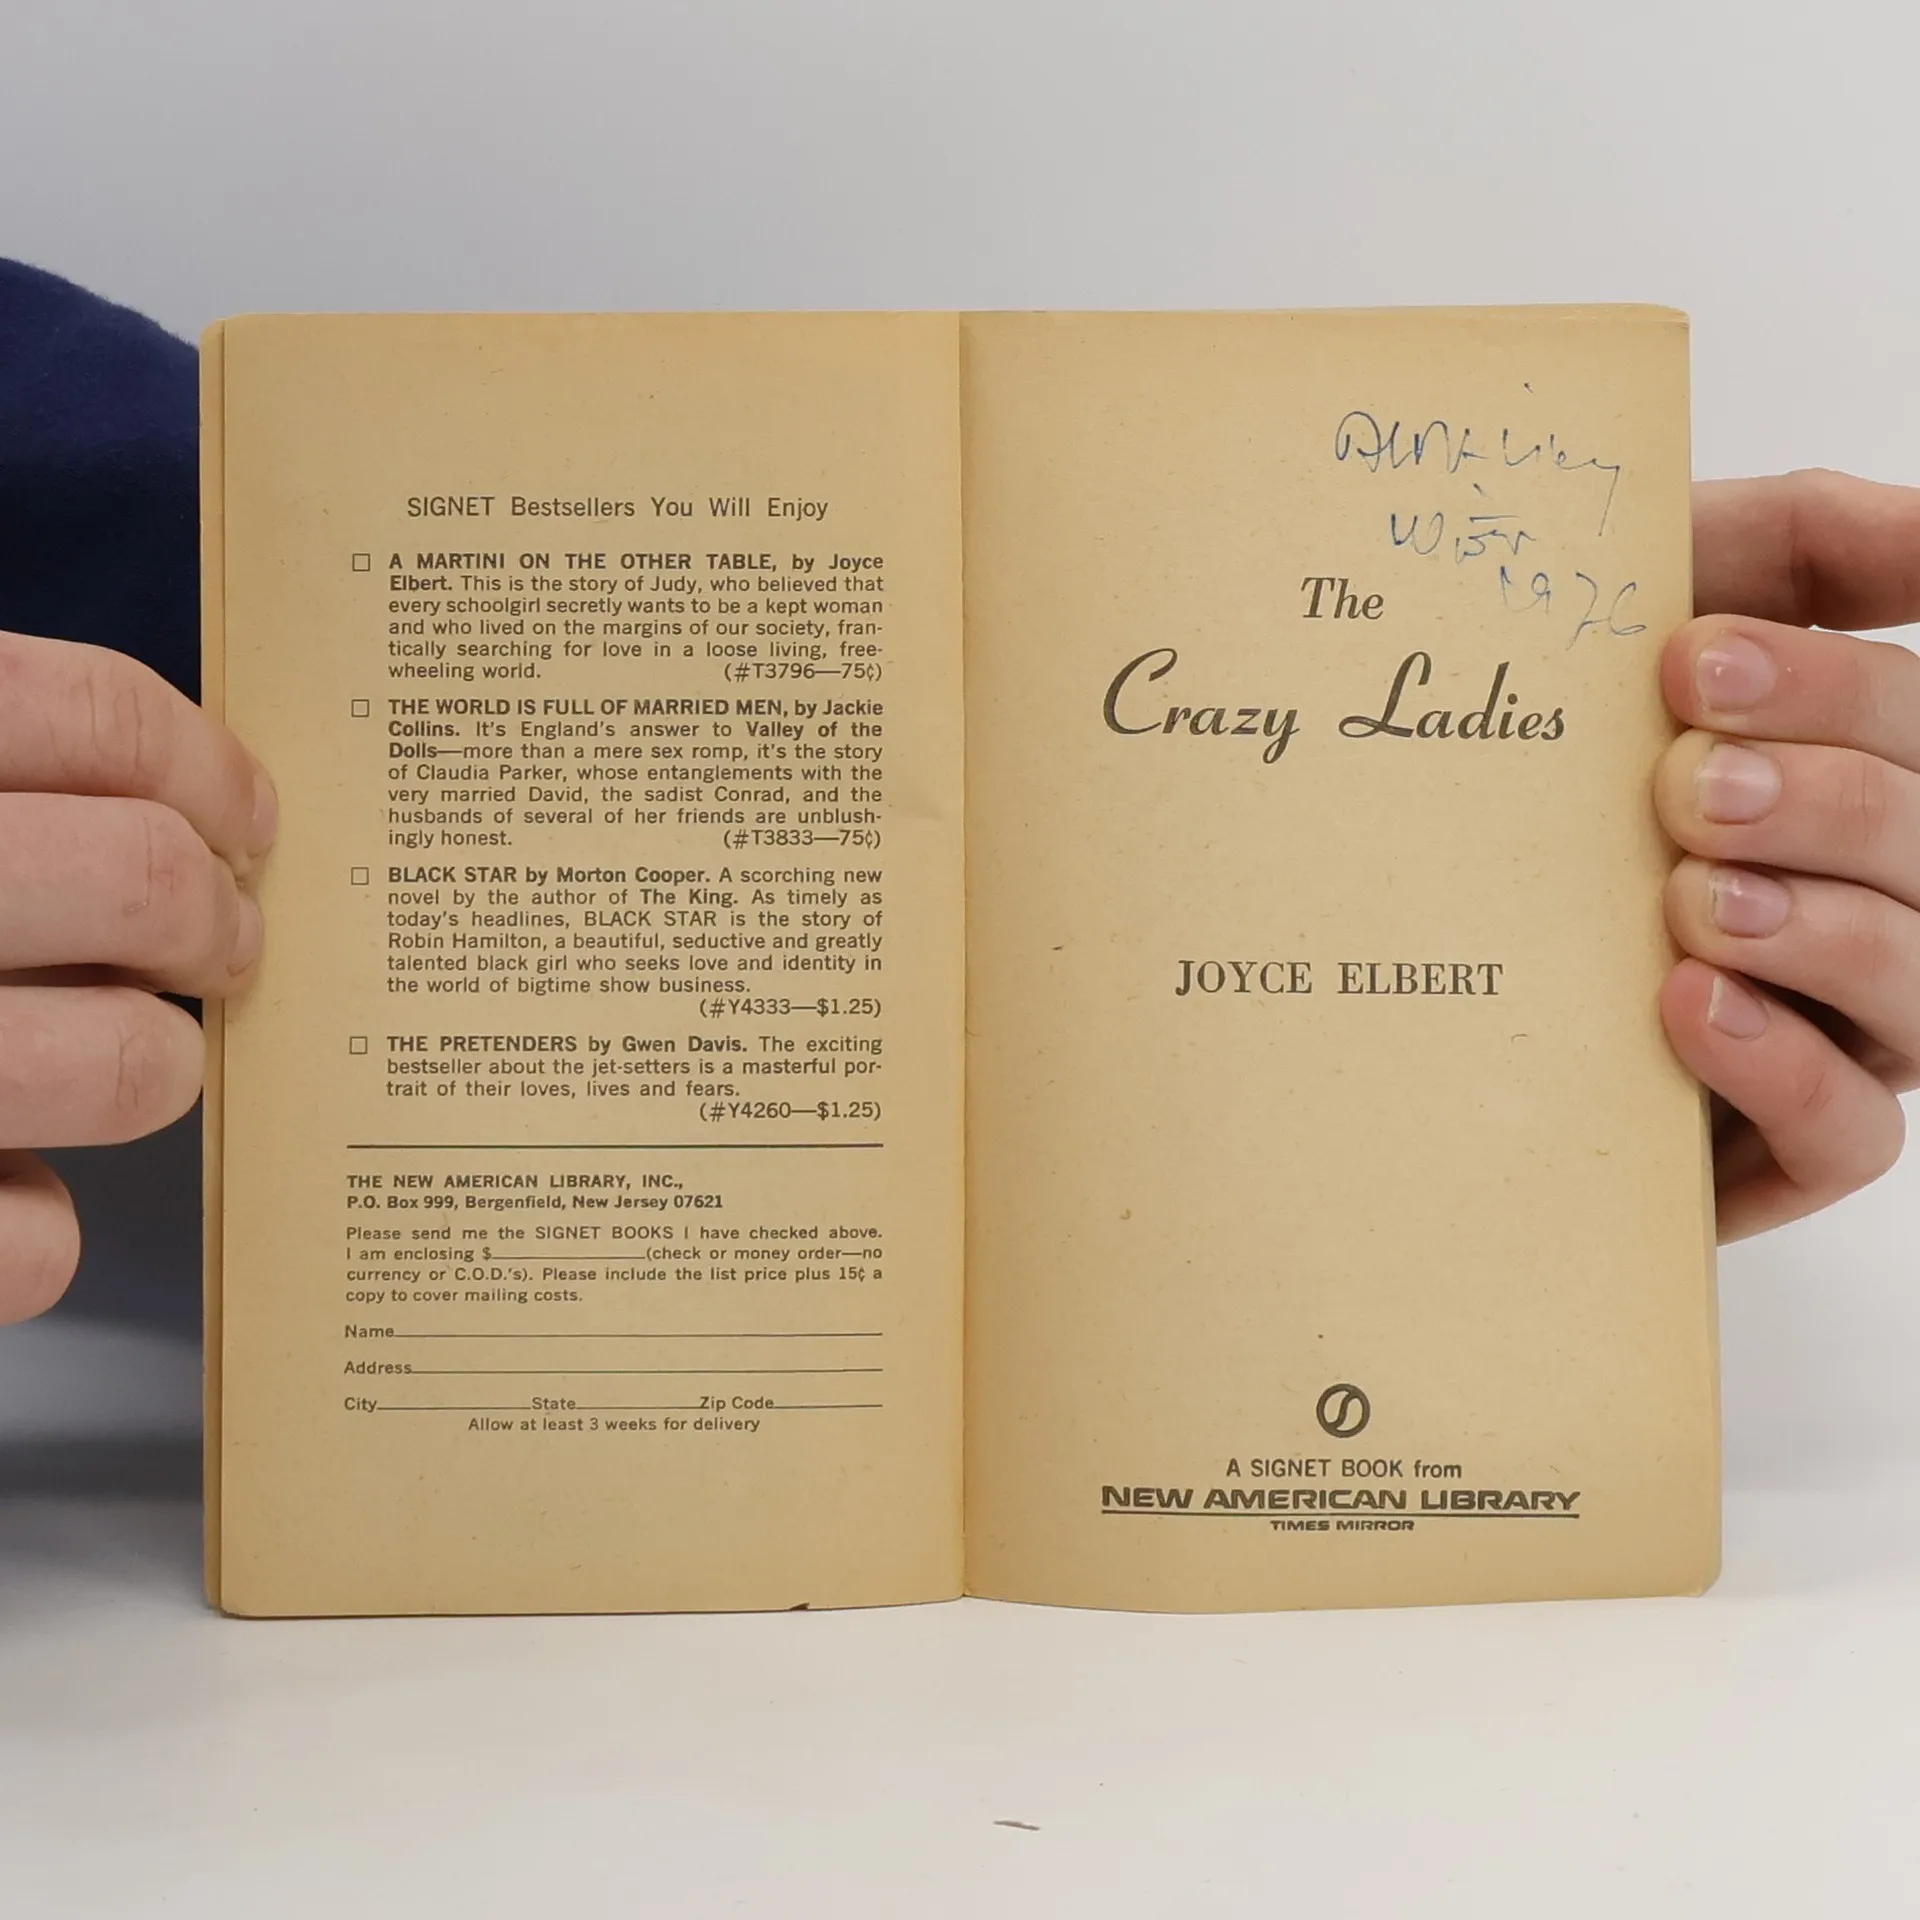 SIGNET Bestsellers You Will Enjoy
□ A MARTINI ON THE OTHER TABLE, by Joyce
Elbert. This is the story of Judy, who believed that
every schoolgirl secretly wants to be a kept woman
and who lived on the margins of our society, fran-
tically searching for love in a loose living, free-
wheeling world. (#T3796—75¢)
□ THE WORLD IS FULL OF MARRIED MEN, by Jackie
Collins. It's England's answer to Valley of the
Dolls—more than a mere sex romp, it's the story
of Claudia Parker, whose entanglements with the
very married David, the sadist Conrad, and the
husbands of several of her friends are unblush-
ingly honest. (#T3833—75¢)
□ BLACK STAR by Morton Cooper. A scorching new
novel by the author of The King. As timely as
today's headlines, BLACK STAR is the story of
Robin Hamilton, a beautiful, seductive and greatly
talented black girl who seeks love and identity in
the world of bigtime show business.
(#Y4333—$1.25)
□ THE PRETENDERS by Gwen Davis. The exciting
bestseller about the jet-setters is a masterful por-
trait of their loves, lives and fears.
(#Y4260—$1.25)
THE NEW AMERICAN LIBRARY, INC.,
P.O. Box 999, Bergenfield, New Jersey 07621
Please send me the SIGNET BOOKS I have checked above.
I am enclosing $__________(check or money order—no
currency or C.O.D.'s). Please include the list price plus 15¢ a
copy to cover mailing costs.
Name__________
Address__________
City__________State__________Zip Code__________
Allow at least 3 weeks for delivery
1976
The
Crazy Ladies
JOYCE ELBERT
A SIGNET BOOK from
NEW AMERICAN LIBRARY
TIMES MIRROR